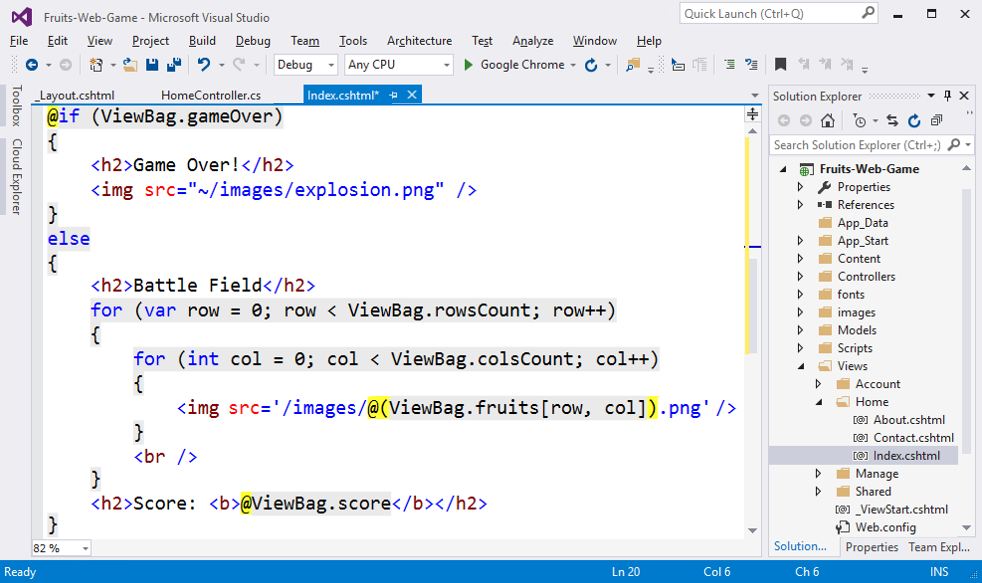 Fruits-Web-Game - Microsoft Visual Studio
Quick Launch (Ctrl+Q)
File Edit View Project Build Debug Team Tools Architecture Test Analyze Window Help
Debug Any CPU Google Chrome
Toolbox
Cloud Explorer
_Layout.cshtml HomeController.cs Index.cshtml*
@if (ViewBag.gameOver)
{
<h2>Game Over!</h2>
<img src="~/images/explosion.png" />
}
else
{
<h2>Battle Field</h2>
for (var row = 0; row < ViewBag.rowsCount; row++)
{
for (int col = 0; col < ViewBag.colsCount; col++)
{
<img src='/images/@(ViewBag.fruits[row, col]).png' />
}
<br />
}
<h2>Score: <b>@ViewBag.score</b></h2>
}
82 %
Solution Explorer
Search Solution Explorer (Ctrl+;)
Fruits-Web-Game
Properties
References
App_Data
App_Start
Content
Controllers
fonts
images
Models
Scripts
Views
Account
Home
About.cshtml
Contact.cshtml
Index.cshtml
Manage
Shared
_ViewStart.cshtml
Web.config
Solution... Properties Team Expl...
Ready Ln 20 Col 6 Ch 6 INS